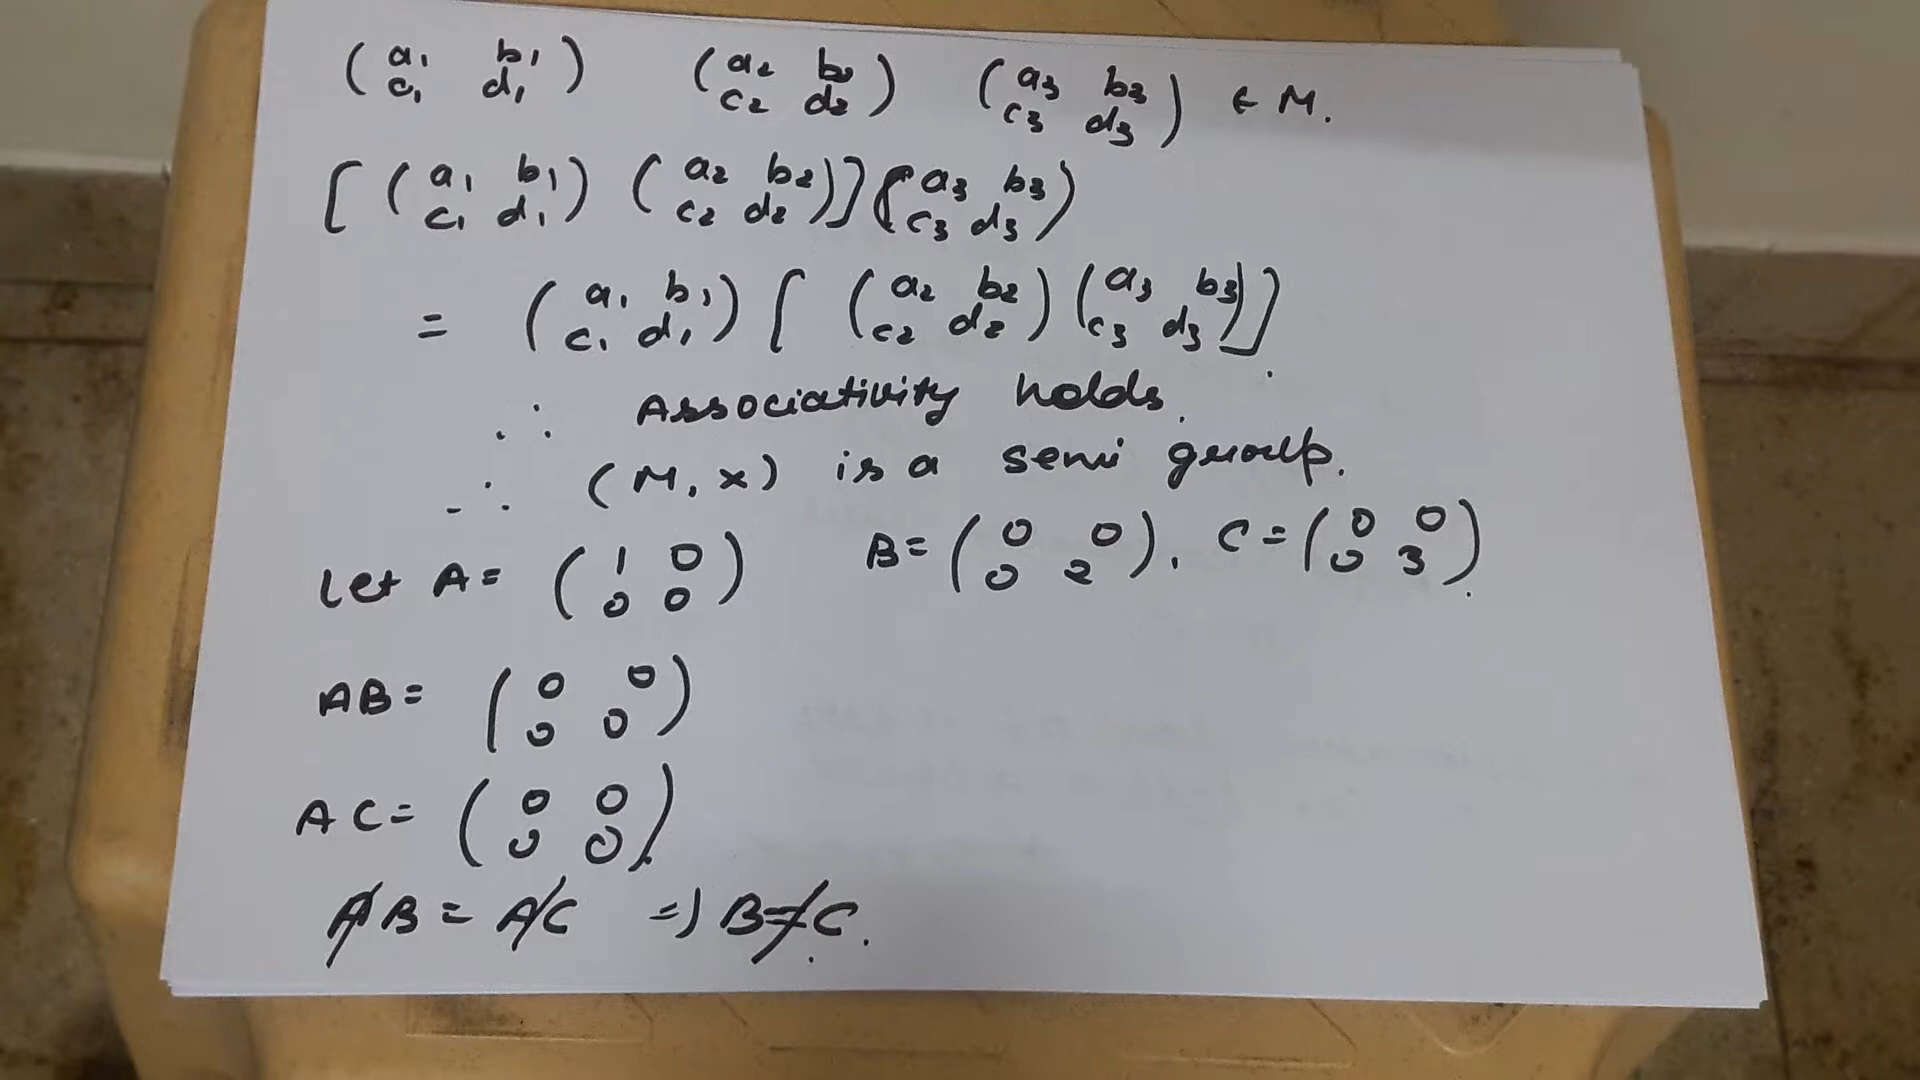 ( a1 b1 c1 d1 ) ( a2 b2 c2 d2 ) ( a3 b3 c3 d3 ) ∈ M.
[ ( a1 b1 c1 d1 ) ( a2 b2 c2 d2 ) ] ( a3 b3 c3 d3 )
= ( a1 b1 c1 d1 ) [ ( a2 b2 c2 d2 ) ( a3 b3 c3 d3 ) ].
∴ Associativity holds.
∴ (M, x) is a semi group.
Let A = ( 1 0 0 0 ) B = ( 0 0 0 2 ), C = ( 0 0 0 3 ).
AB = ( 0 0 0 0 )
AC = ( 0 0 0 0 ).
AB = AC => B ≠ C.